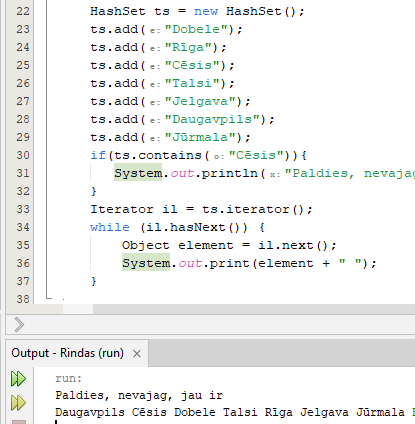 22 HashSet ts = new HashSet();
23 ts.add(e: "Dobele");
24 ts.add(e: "Rīga");
25 ts.add(e: "Cēsis");
26 ts.add(e: "Talsi");
27 ts.add(e: "Jelgava");
28 ts.add(e: "Daugavpils");
29 ts.add(e: "Jūrmala");
30 if(ts.contains(o: "Cēsis")){
31 System.out.println(x: "Paldies, nevajag
32 }
33 Iterator il = ts.iterator();
34 while (il.hasNext()) {
35 Object element = il.next();
36 System.out.print(element + " ");
37 }
38
Output - Rindas (run) ×
run:
Paldies, nevajag, jau ir
Daugavpils Cēsis Dobele Talsi Rīga Jelgava Jūrmala